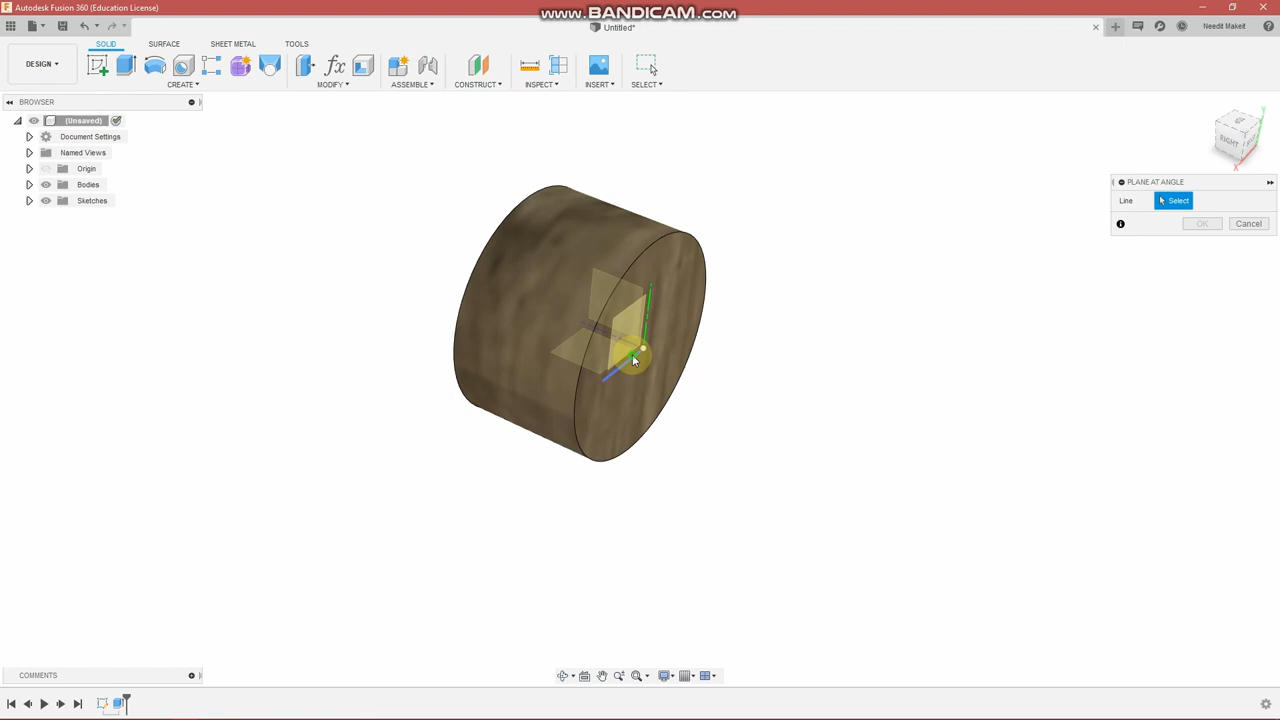 Autodesk Fusion 360 (Education License)
www.BANDICAM.com
Untitled*
Needit Makeit
DESIGN
SOLID
SURFACE
SHEET METAL
TOOLS
CREATE
MODIFY
ASSEMBLE
CONSTRUCT
INSPECT
INSERT
SELECT
BROWSER
(Unsaved)
Document Settings
Named Views
Origin
Bodies
Sketches
RIGHT
Y
X
PLANE AT ANGLE
Line
Select
OK
Cancel
COMMENTS